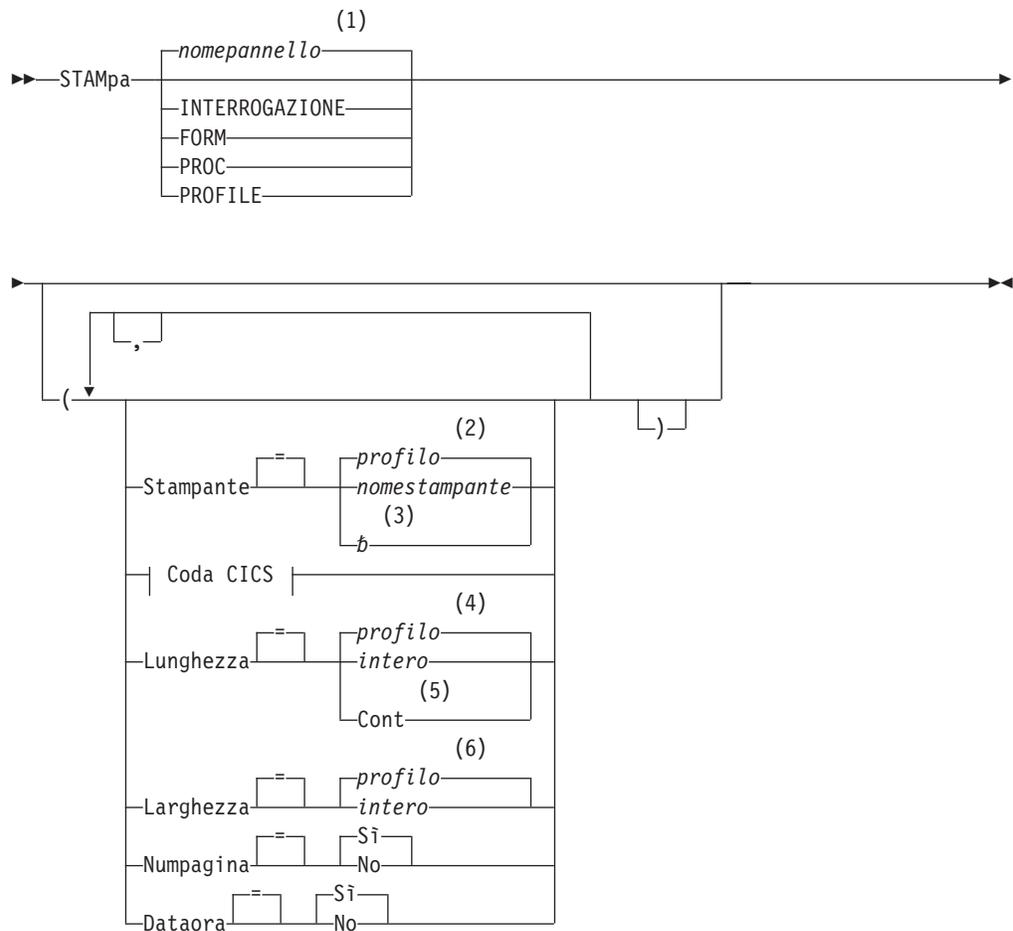 (1)
nomepannello
STAMpa
INTERROGAZIONE
FORM
PROC
PROFILE
,
(
)
(2)
profilo
Stampante = nomestampante
(3)
ƀ
Coda CICS
(4)
profilo
Lunghezza = intero
(5)
Cont
(6)
profilo
Larghezza = intero
Sì
Numpagina = No
Sì
Dataora = No